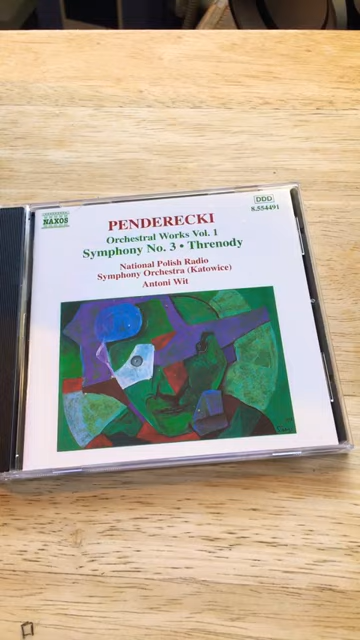 NAXOS
DDD
8.554491
PENDERECKI
Orchestral Works Vol. 1
Symphony No. 3 • Threnody
National Polish Radio
Symphony Orchestra (Katowice)
Antoni Wit